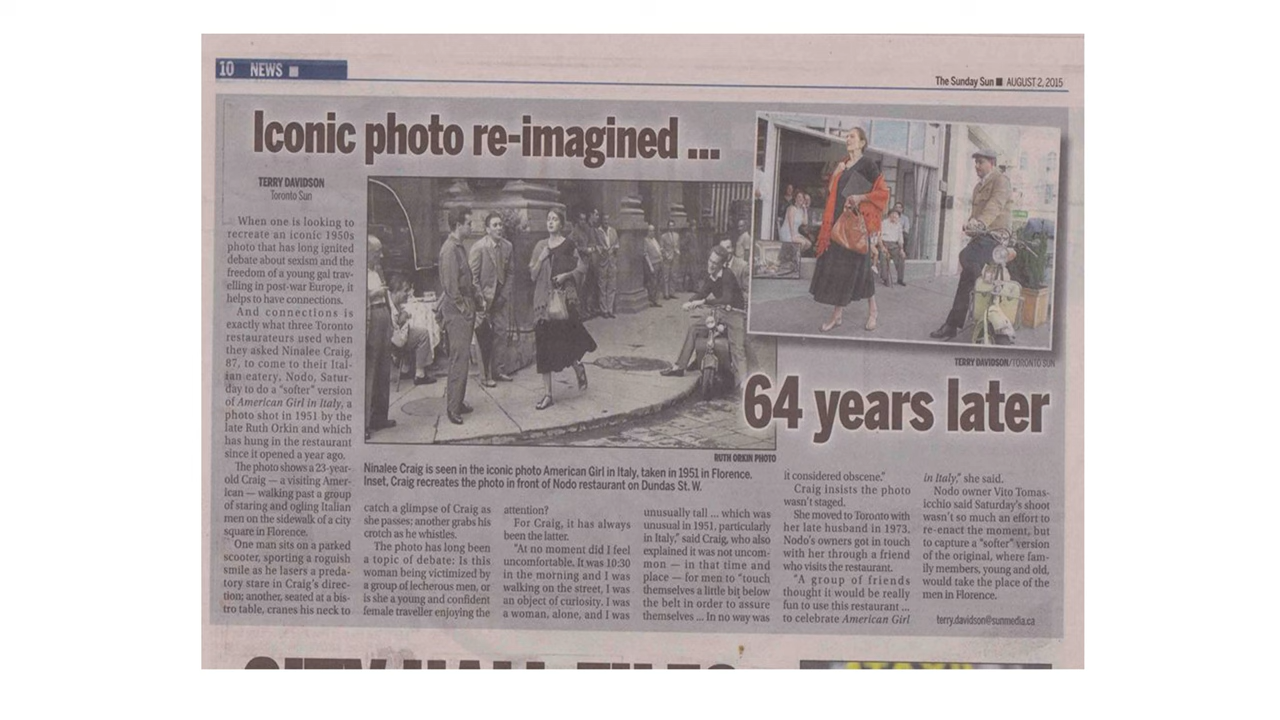 10 NEWS
The Sunday Sun ■ AUGUST 2, 2015
Iconic photo re-imagined ...
TERRY DAVIDSON
Toronto Sun
When one is looking to
recreate an iconic 1950s
photo that has long ignited
debate about sexism and the
freedom of a young gal trav-
elling in post-war Europe, it
helps to have connections.
And connections is
exactly what three Toronto
restaurateurs used when
they asked Ninalee Craig,
87, to come to their Ital-
ian eatery, Nodo, Satur-
day to do a "softer" version
of American Girl in Italy, a
photo shot in 1951 by the
late Ruth Orkin and which
has hung in the restaurant
since it opened a year ago.
The photo shows a 23-year-
old Craig — a visiting Amer-
ican — walking past a group
of staring and ogling Italian
men on the sidewalk of a city
square in Florence.
One man sits on a parked
scooter, sporting a roguish
smile as he lasers a preda-
tory stare in Craig's direc-
tion; another, seated at a bis-
tro table, cranes his neck to
TERRY DAVIDSON/TORONTO SUN
64 years later
RUTH ORKIN PHOTO
Ninalee Craig is seen in the iconic photo American Girl in Italy, taken in 1951 in Florence.
Inset, Craig recreates the photo in front of Nodo restaurant on Dundas St. W.
catch a glimpse of Craig as
she passes; another grabs his
crotch as he whistles.
The photo has long been
a topic of debate: Is this
woman being victimized by
a group of lecherous men, or
is she a young and confident
female traveller enjoying the
attention?
For Craig, it has always
been the latter.
"At no moment did I feel
uncomfortable. It was 10:30
in the morning and I was
walking on the street, I was
an object of curiosity. I was
a woman, alone, and I was
unusually tall ... which was
unusual in 1951, particularly
in Italy," said Craig, who also
explained it was not uncom-
mon — in that time and
place — for men to "touch
themselves a little bit below
the belt in order to assure
themselves ... In no way was
it considered obscene."
Craig insists the photo
wasn't staged.
She moved to Toronto with
her late husband in 1973.
Nodo's owners got in touch
with her through a friend
who visits the restaurant.
"A group of friends
thought it would be really
fun to use this restaurant ...
to celebrate American Girl
in Italy," she said.
Nodo owner Vito Tomas-
icchio said Saturday's shoot
wasn't so much an effort to
re-enact the moment, but
to capture a "softer" version
of the original, where fam-
ily members, young and old,
would take the place of the
men in Florence.
terry.davidson@sunmedia.ca